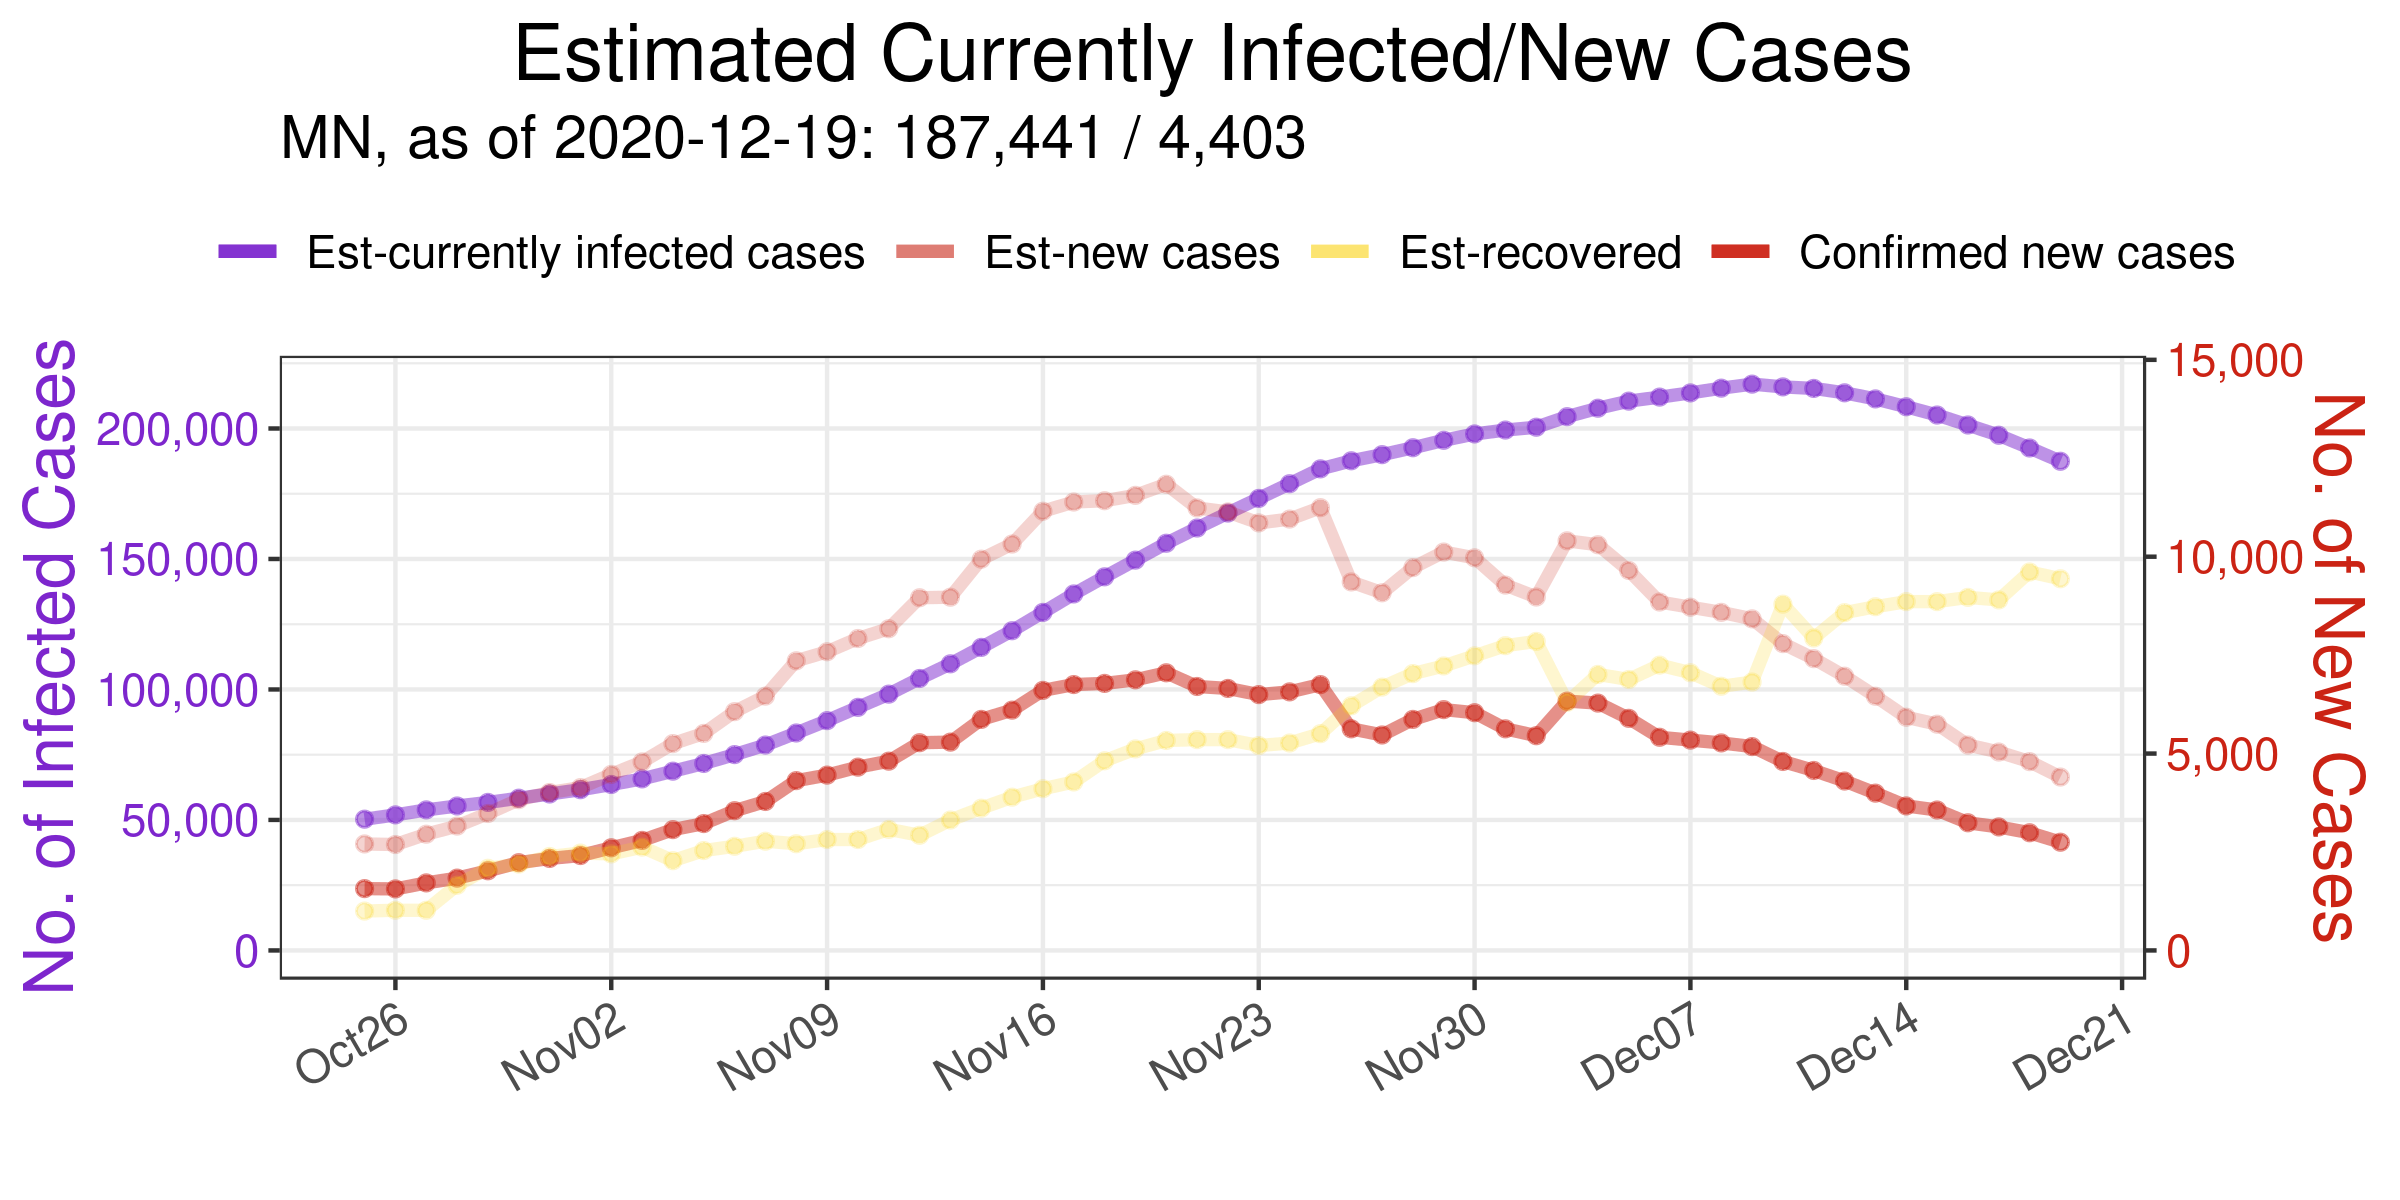 Estimated Currently Infected/New Cases
MN, as of 2020-12-19: 187,441 / 4,403
Est-currently infected cases Est-new cases Est-recovered Confirmed new cases
No. of Infected Cases
200,000
150,000
100,000
50,000
0
15,000
10,000
5,000
0
No. of New Cases
Oct26 Nov02 Nov09 Nov16 Nov23 Nov30 Dec07 Dec14 Dec21